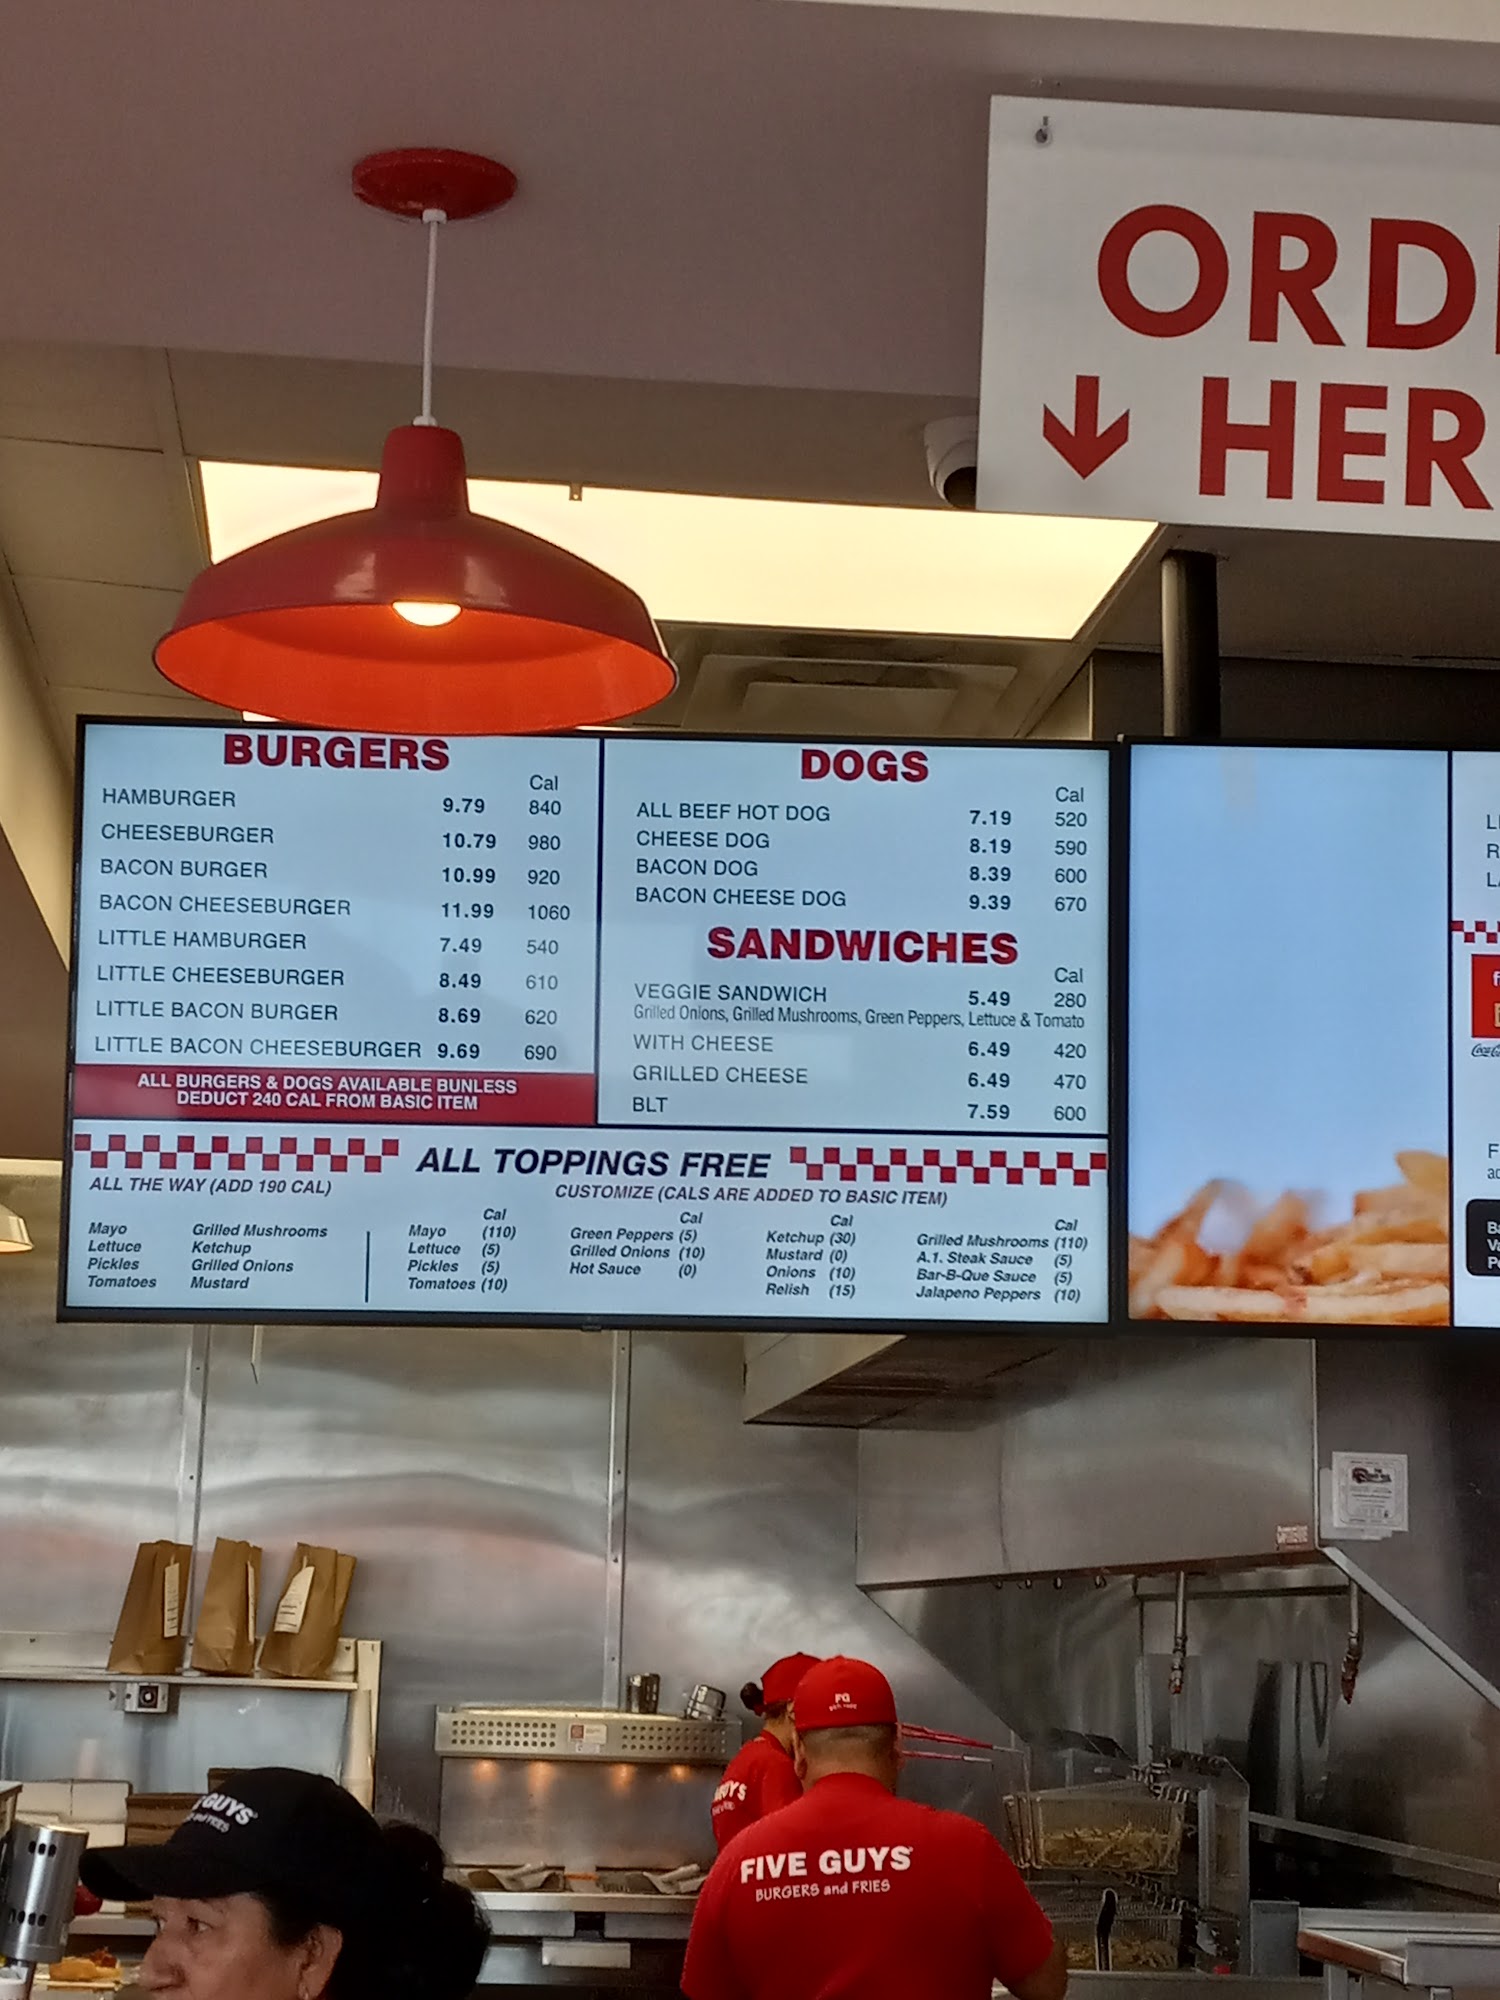 ORD
HER
BURGERS
Cal
HAMBURGER 9.79 840
CHEESEBURGER 10.79 980
BACON BURGER 10.99 920
BACON CHEESEBURGER 11.99 1060
LITTLE HAMBURGER 7.49 540
LITTLE CHEESEBURGER 8.49 610
LITTLE BACON BURGER 8.69 620
LITTLE BACON CHEESEBURGER 9.69 690
ALL BURGERS & DOGS AVAILABLE BUNLESS
DEDUCT 240 CAL FROM BASIC ITEM
DOGS
Cal
ALL BEEF HOT DOG 7.19 520
CHEESE DOG 8.19 590
BACON DOG 8.39 600
BACON CHEESE DOG 9.39 670
SANDWICHES
Cal
VEGGIE SANDWICH 5.49 280
Grilled Onions, Grilled Mushrooms, Green Peppers, Lettuce & Tomato
WITH CHEESE 6.49 420
GRILLED CHEESE 6.49 470
BLT 7.59 600
ALL TOPPINGS FREE
ALL THE WAY (ADD 190 CAL)
Mayo Grilled Mushrooms
Lettuce Ketchup
Pickles Grilled Onions
Tomatoes Mustard
CUSTOMIZE (CALS ARE ADDED TO BASIC ITEM)
Cal
Mayo (110)
Lettuce (5)
Pickles (5)
Tomatoes (10)
Cal
Green Peppers (5)
Grilled Onions (10)
Hot Sauce (0)
Cal
Ketchup (30)
Mustard (0)
Onions (10)
Relish (15)
Cal
Grilled Mushrooms (110)
A.1. Steak Sauce (5)
Bar-B-Que Sauce (5)
Jalapeno Peppers (10)
FG
FIVE GUYS
BURGERS and FRIES
GUYS
and FRIES